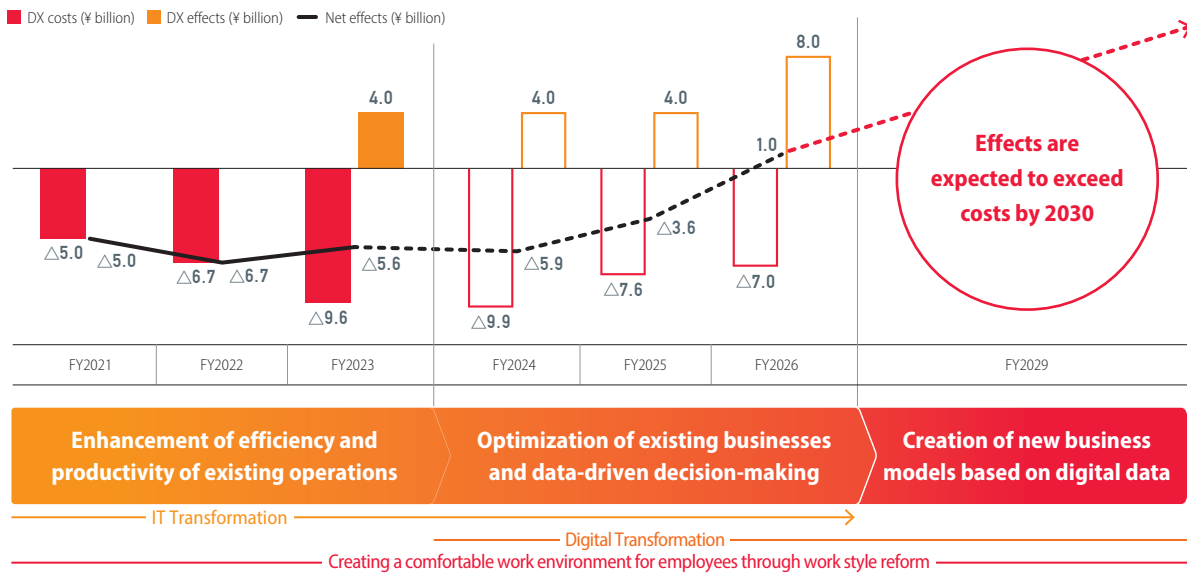 DX costs (¥ billion) DX effects (¥ billion) Net effects (¥ billion)
8.0
4.0 4.0 4.0
1.0
Effects are
expected to exceed
costs by 2030
△5.0 △5.0 △6.7 △6.7 △9.6 △5.6 △9.9 △5.9 △7.6 △3.6 △7.0
FY2021 FY2022 FY2023 FY2024 FY2025 FY2026 FY2029
Enhancement of efficiency and
productivity of existing operations
Optimization of existing businesses
and data-driven decision-making
Creation of new business
models based on digital data
IT Transformation
Digital Transformation
Creating a comfortable work environment for employees through work style reform